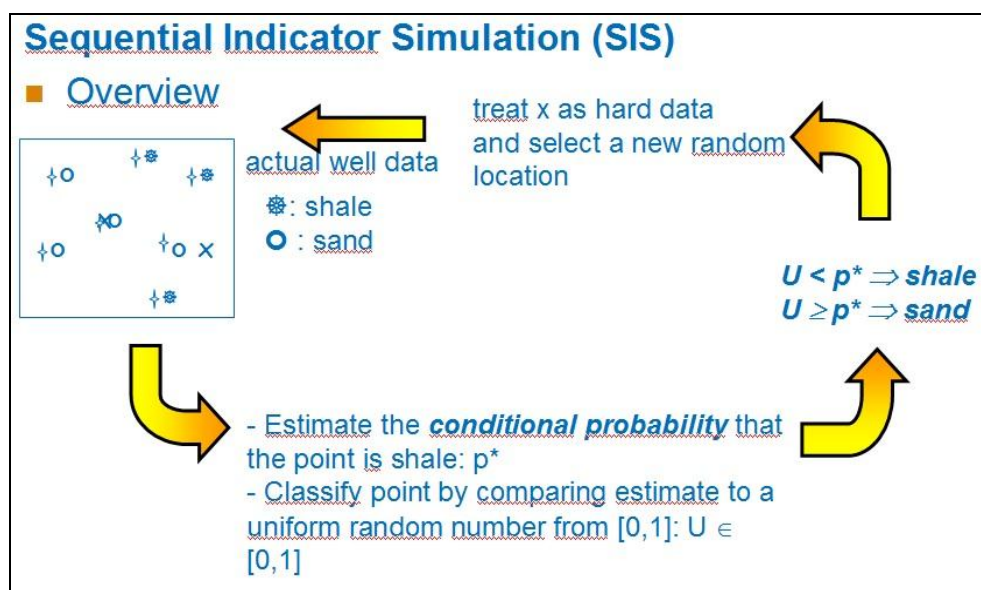 Sequential Indicator Simulation (SIS)
Overview
treat x as hard data
and select a new random
location
actual well data
: shale
: sand
U < p* ⇒ shale
U ≥ p* ⇒ sand
- Estimate the conditional probability that
the point is shale: p*
- Classify point by comparing estimate to a
uniform random number from [0,1]: U ∈
[0,1]